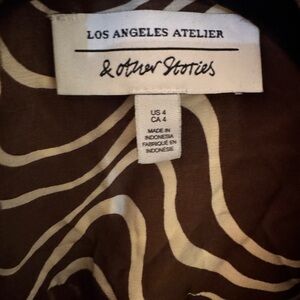 LOS ANGELES ATELIER
& other Stories
US 4
CA 4
MADE IN
INDONESIA
FABRIQUÉ EN
INDONÉSIE